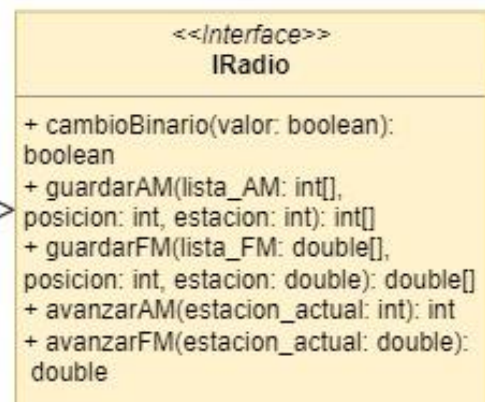 <<Interface>>
IRadio
+ cambioBinario(valor: boolean):
boolean
+ guardarAM(lista_AM: int[],
posicion: int, estacion: int): int[]
+ guardarFM(lista_FM: double[],
posicion: int, estacion: double): double[]
+ avanzarAM(estacion_actual: int): int
+ avanzarFM(estacion_actual: double):
double